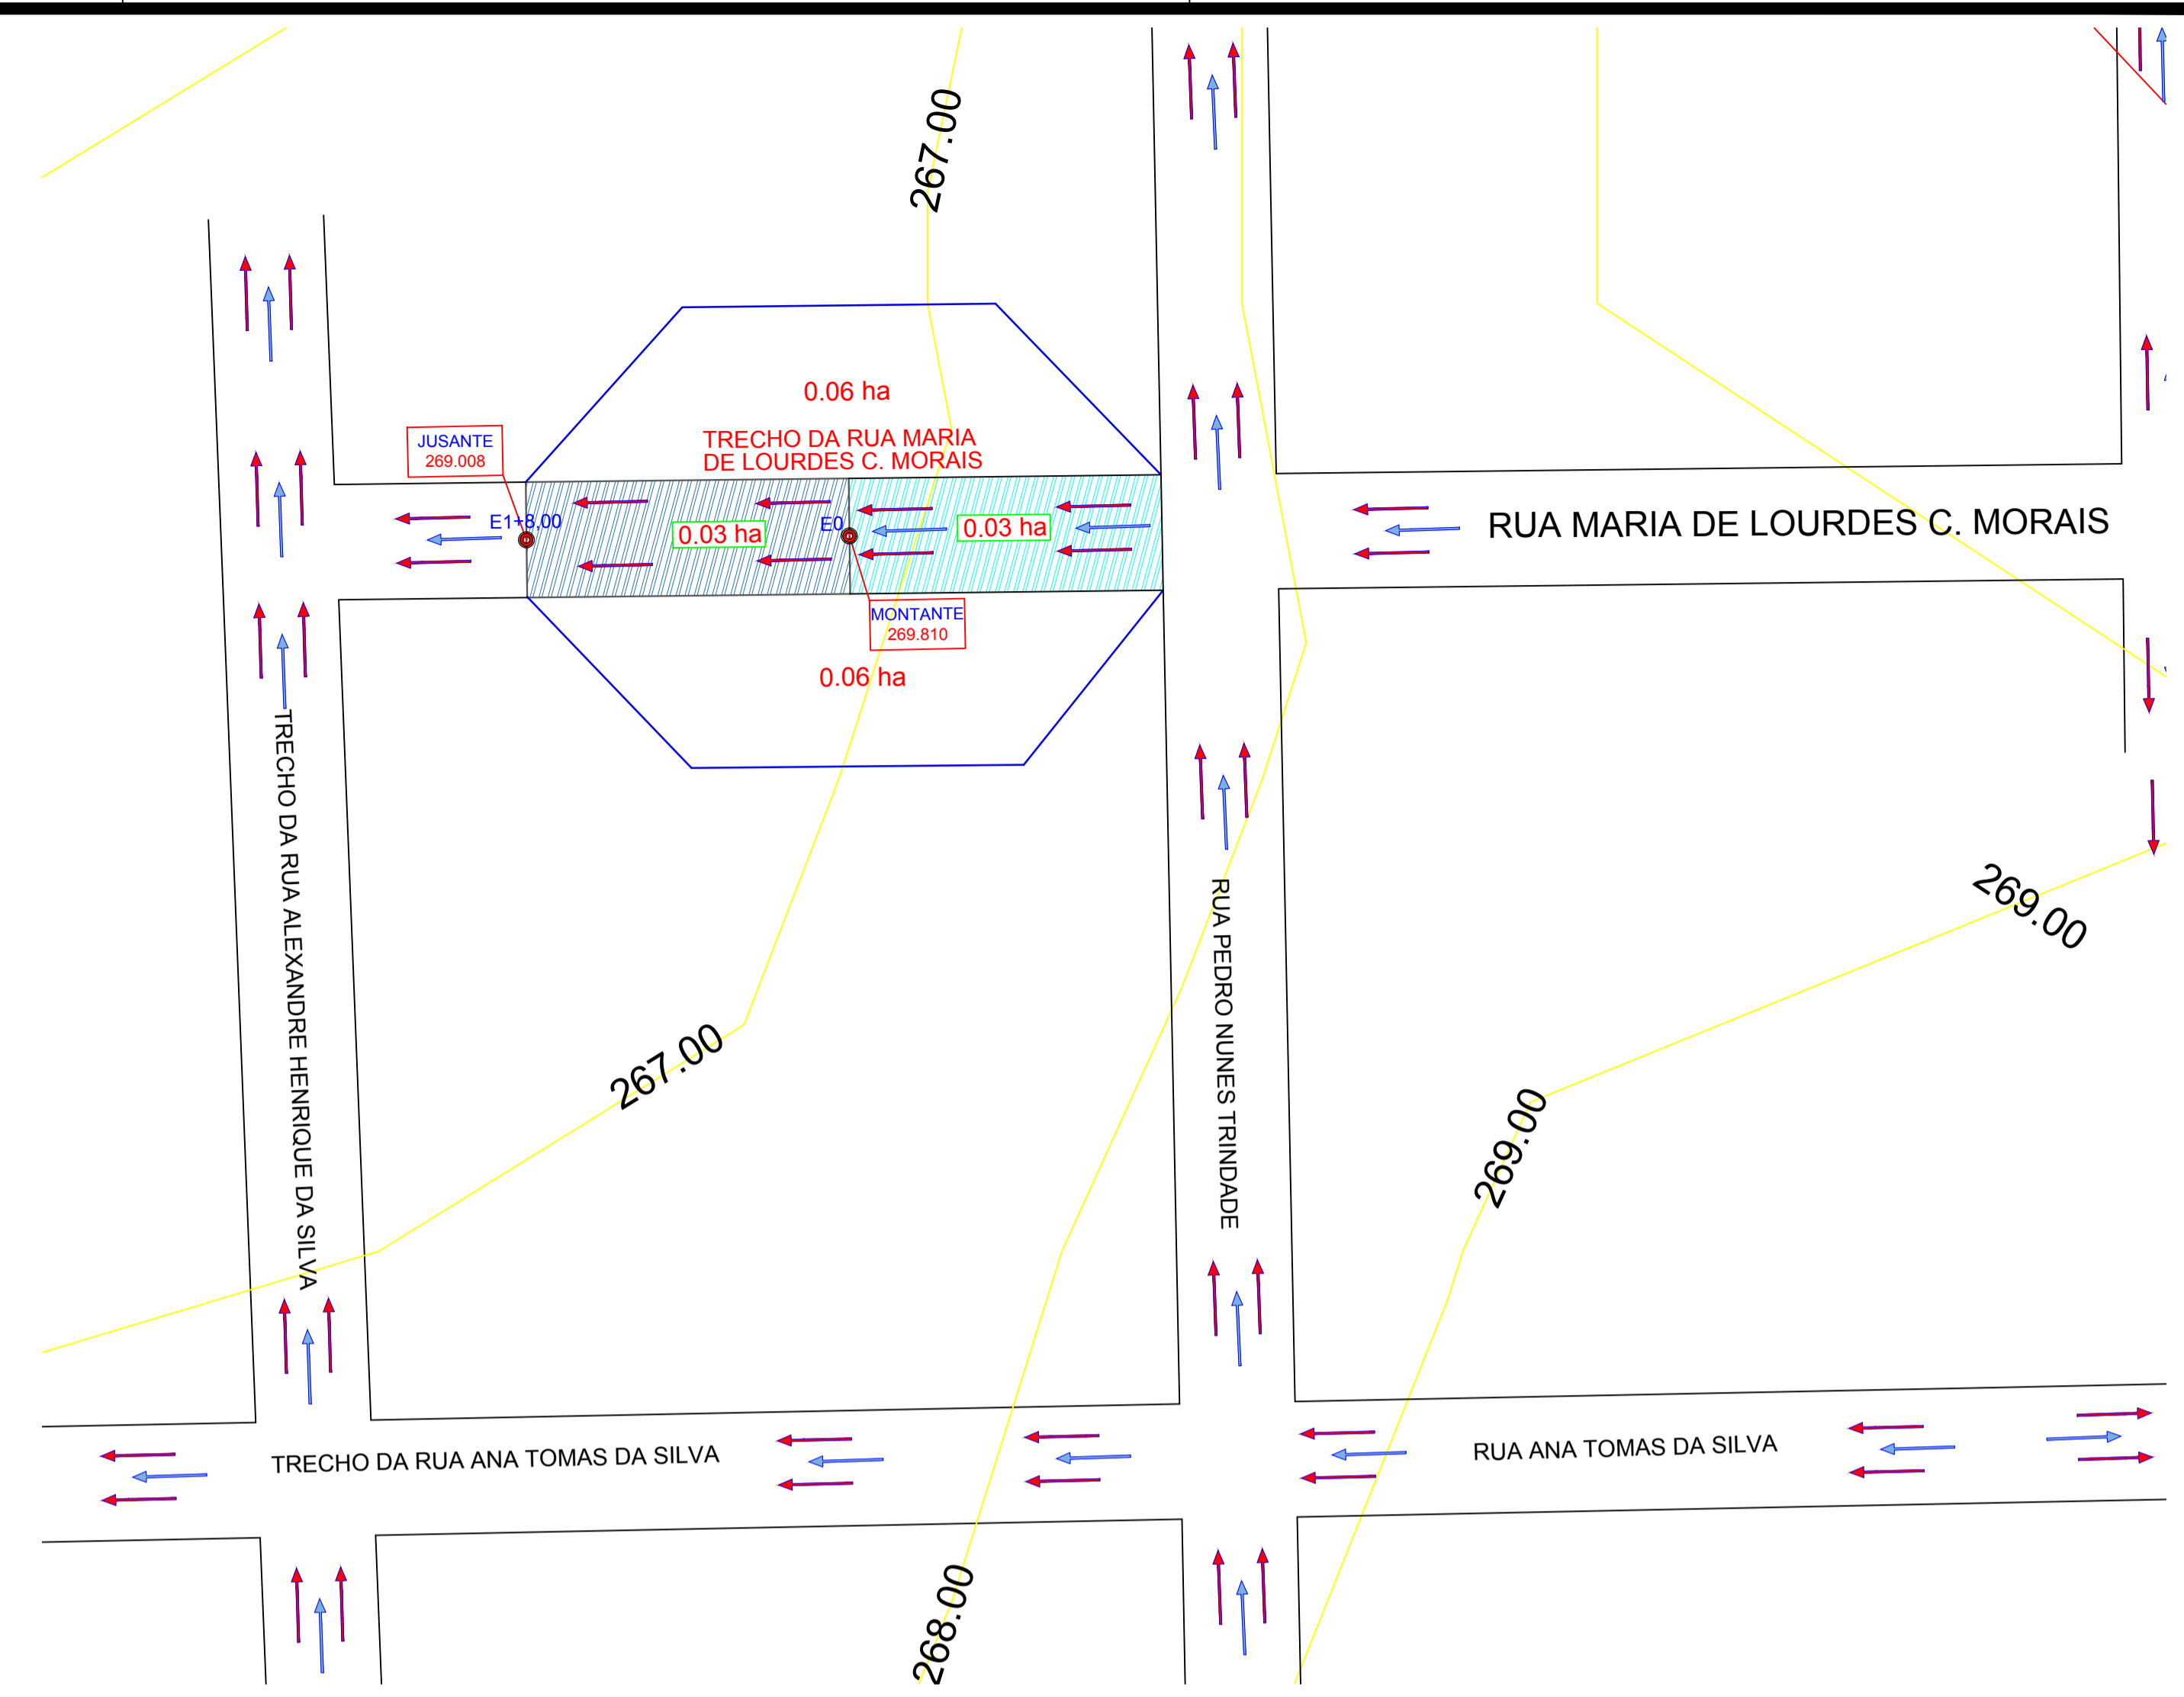 267.00
0.06 ha
TRECHO DA RUA MARIA
DE LOURDES C. MORAIS
JUSANTE
269.008
E1+8,00
0.03 ha
E0
0.03 ha
RUA MARIA DE LOURDES C. MORAIS
MONTANTE
269.810
0.06 ha
TRECHO DA RUA ALEXANDRE HENRIQUE DA SILVA
RUA PEDRO NUNES TRINDADE
269.00
267.00
269.00
TRECHO DA RUA ANA TOMAS DA SILVA
RUA ANA TOMAS DA SILVA
268.00